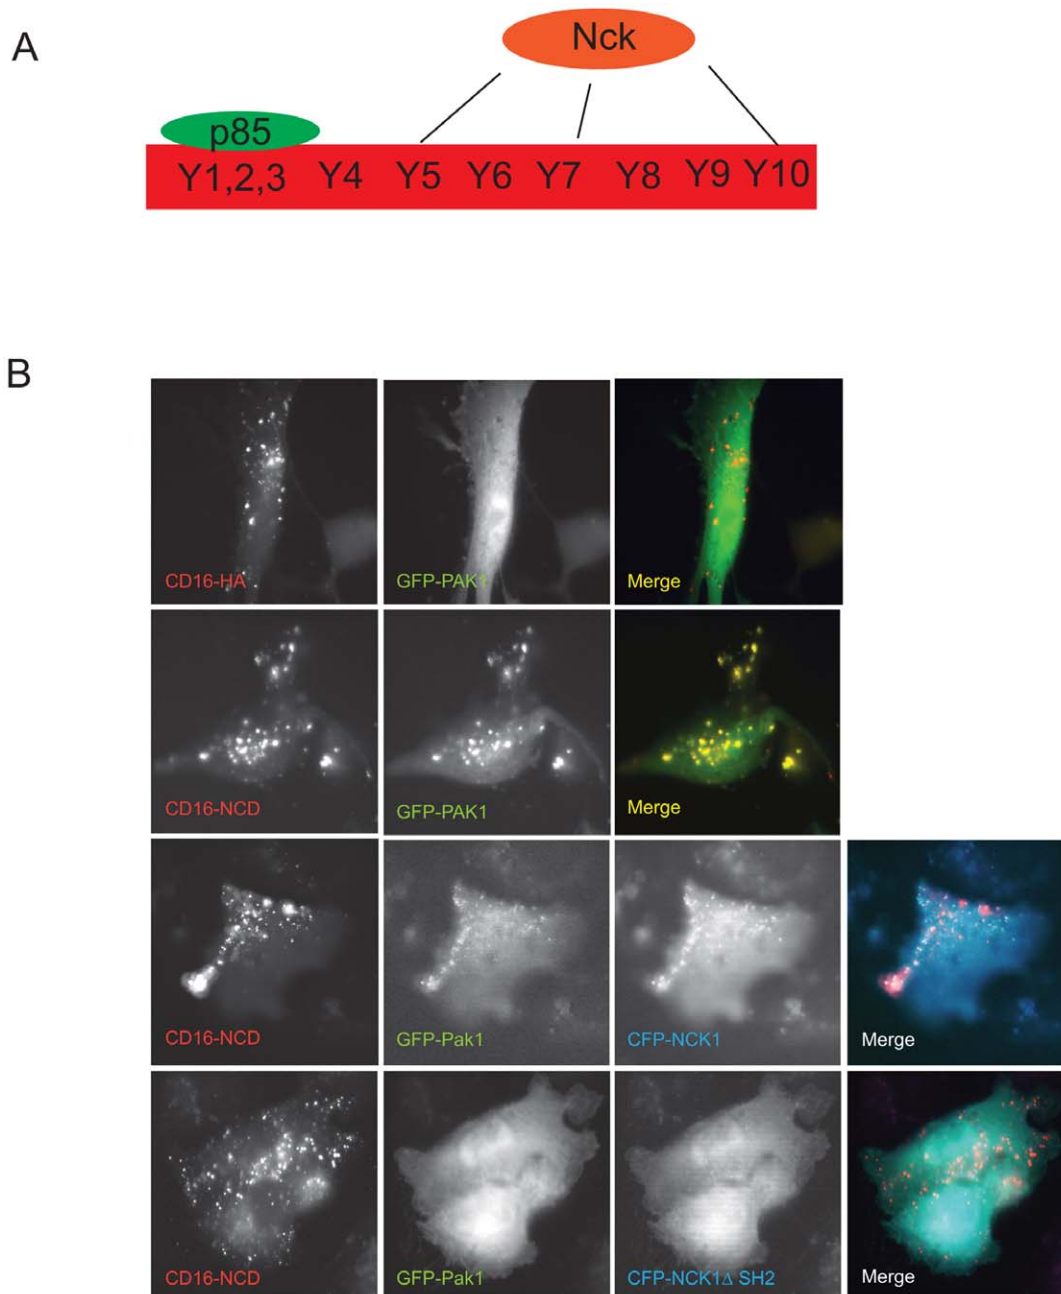 A
Nck
p85
Y1,2,3 Y4 Y5 Y6 Y7 Y8 Y9 Y10
B
CD16-HA GFP-PAK1 Merge
CD16-NCD GFP-PAK1 Merge
CD16-NCD GFP-Pak1 CFP-NCK1 Merge
CD16-NCD GFP-Pak1 CFP-NCK1Δ SH2 Merge